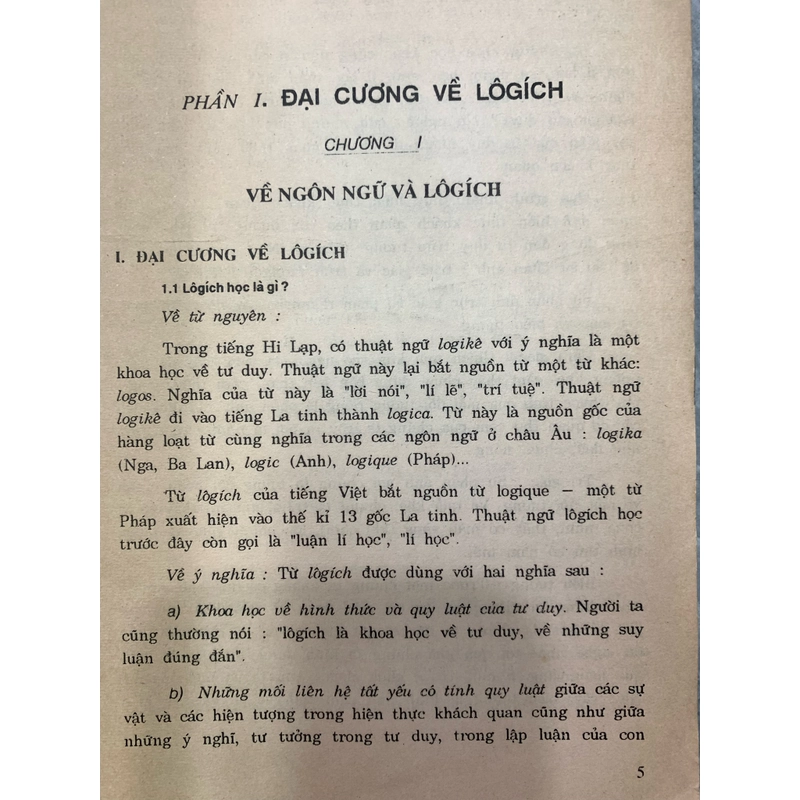 PHẦN I. ĐẠI CƯƠNG VỀ LÔGÍCH
CHƯƠNG I
VỀ NGÔN NGỮ VÀ LÔGÍCH
I. ĐẠI CƯƠNG VỀ LÔGÍCH
1.1 Lôgích học là gì ?
Về từ nguyên :
Trong tiếng Hi Lạp, có thuật ngữ logikê với ý nghĩa là một
khoa học về tư duy. Thuật ngữ này lại bắt nguồn từ một từ khác:
logos. Nghĩa của từ này là "lời nói", "lí lẽ", "trí tuệ". Thuật ngữ
logikê đi vào tiếng La tinh thành logica. Từ này là nguồn gốc của
hàng loạt từ cùng nghĩa trong các ngôn ngữ ở châu Âu : logika
(Nga, Ba Lan), logic (Anh), logique (Pháp)...
Từ lôgích của tiếng Việt bắt nguồn từ logique – một từ
Pháp xuất hiện vào thế kỉ 13 gốc La tinh. Thuật ngữ lôgích học
trước đây còn gọi là "luận lí học", "lí học".
Về ý nghĩa : Từ lôgích được dùng với hai nghĩa sau :
a) Khoa học về hình thức và quy luật của tư duy. Người ta
cũng thường nói : "lôgích là khoa học về tư duy, về những suy
luận đúng đắn".
b) Những mối liên hệ tất yếu có tính quy luật giữa các sự
vật và các hiện tượng trong hiện thực khách quan cũng như giữa
những ý nghĩ, tư tưởng trong tư duy, trong lập luận của con
5